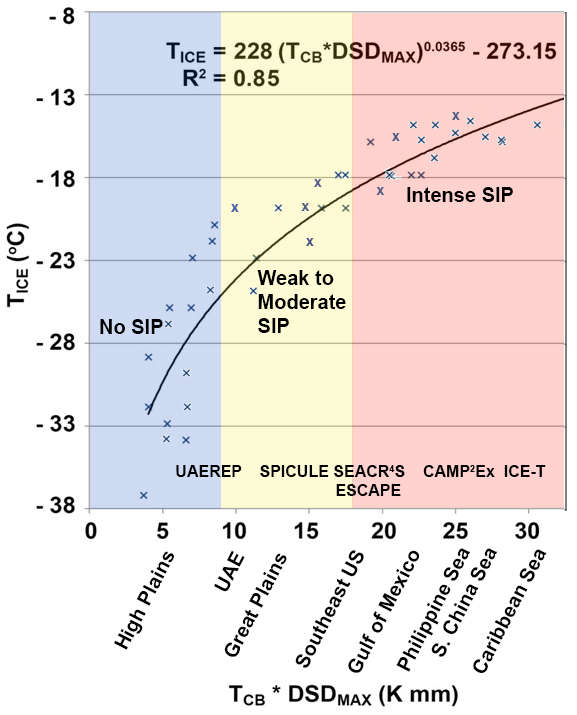 - 8
T_ICE = 228 (T_CB*DSD_MAX)^0.0365 - 273.15
R² = 0.85
- 13
- 18
Intense SIP
- 23
Weak to
Moderate
SIP
- 28
No SIP
- 33
UAEREP SPICULE SEACR⁴S CAMP²Ex ICE-T
ESCAPE
- 38
T_ICE (°C)
0 5 10 15 20 25 30
High Plains
UAE
Great Plains
Southeast US
Gulf of Mexico
Philippine Sea
S. China Sea
Caribbean Sea
T_CB * DSD_MAX (K mm)